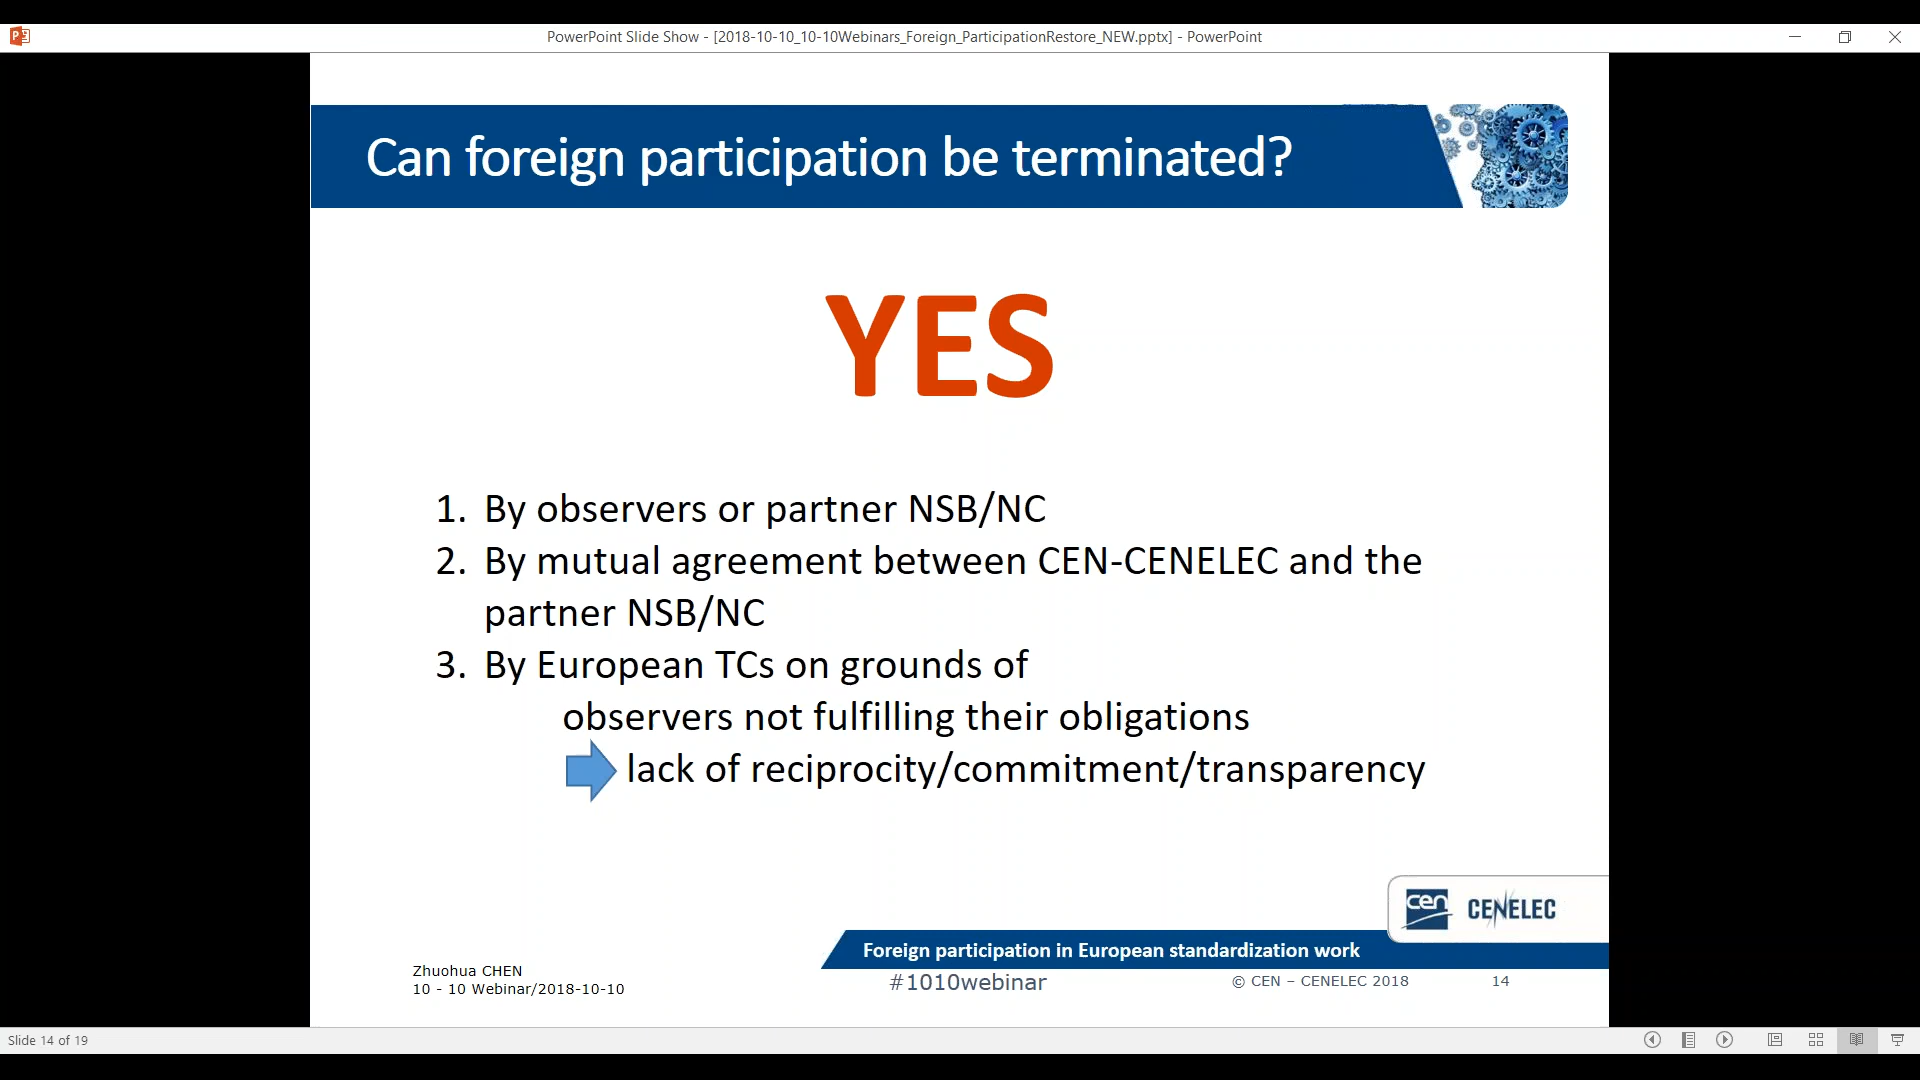 PowerPoint Slide Show - [2018-10-10_10-10Webinars_Foreign_ParticipationRestore_NEW.pptx] - PowerPoint
Can foreign participation be terminated?
YES
1. By observers or partner NSB/NC
2. By mutual agreement between CEN-CENELEC and the
partner NSB/NC
3. By European TCs on grounds of
observers not fulfilling their obligations
lack of reciprocity/commitment/transparency
cen CENELEC
Foreign participation in European standardization work
Zhuohua CHEN
10 - 10 Webinar/2018-10-10
#1010webinar
© CEN – CENELEC 2018
14
Slide 14 of 19